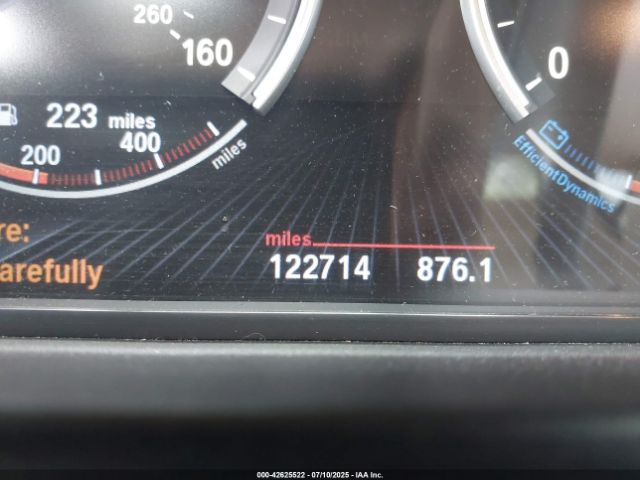 260
160
0
223 miles
200
400
miles
EfficientDynamics
re:
arefully
miles
122714 876.1
000-42625522 - 07/10/2025 - IAA Inc.